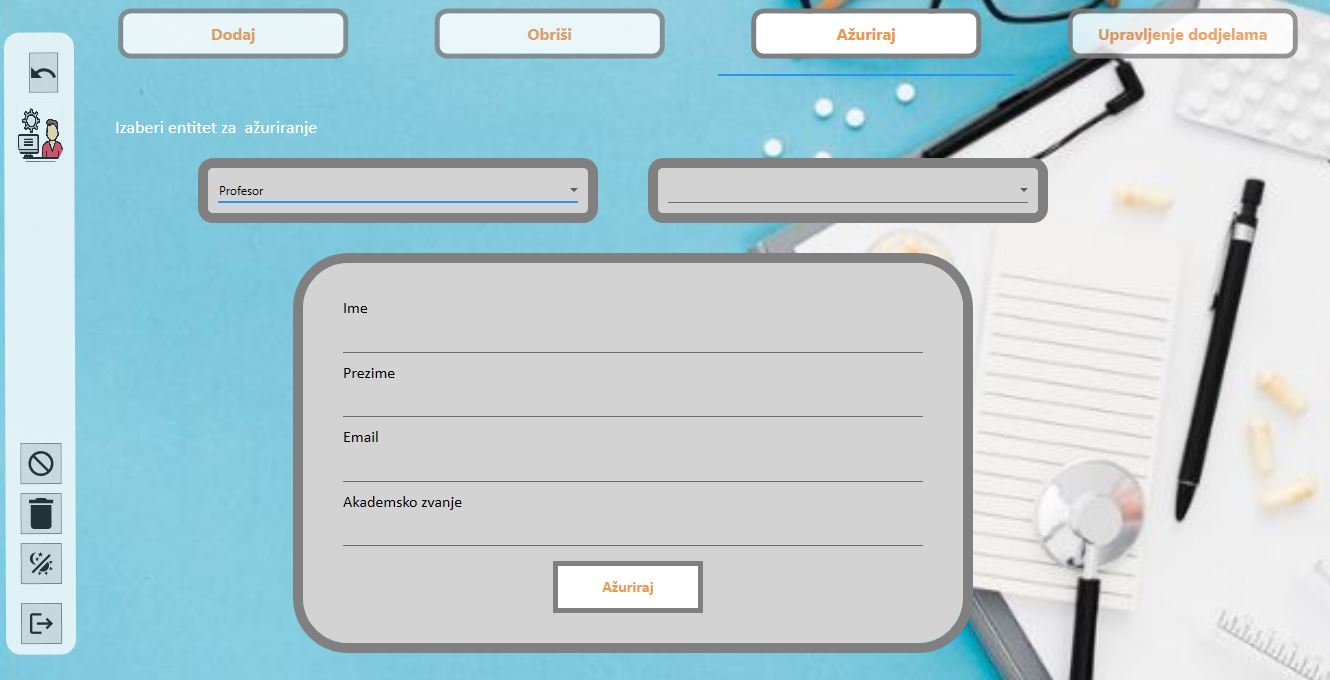 Dodaj
Obriši
Ažuriraj
Upravljenje dodjelama
Izaberi entitet za  ažuriranje
Profesor
Ime
Prezime
Email
Akademsko zvanje
Ažuriraj